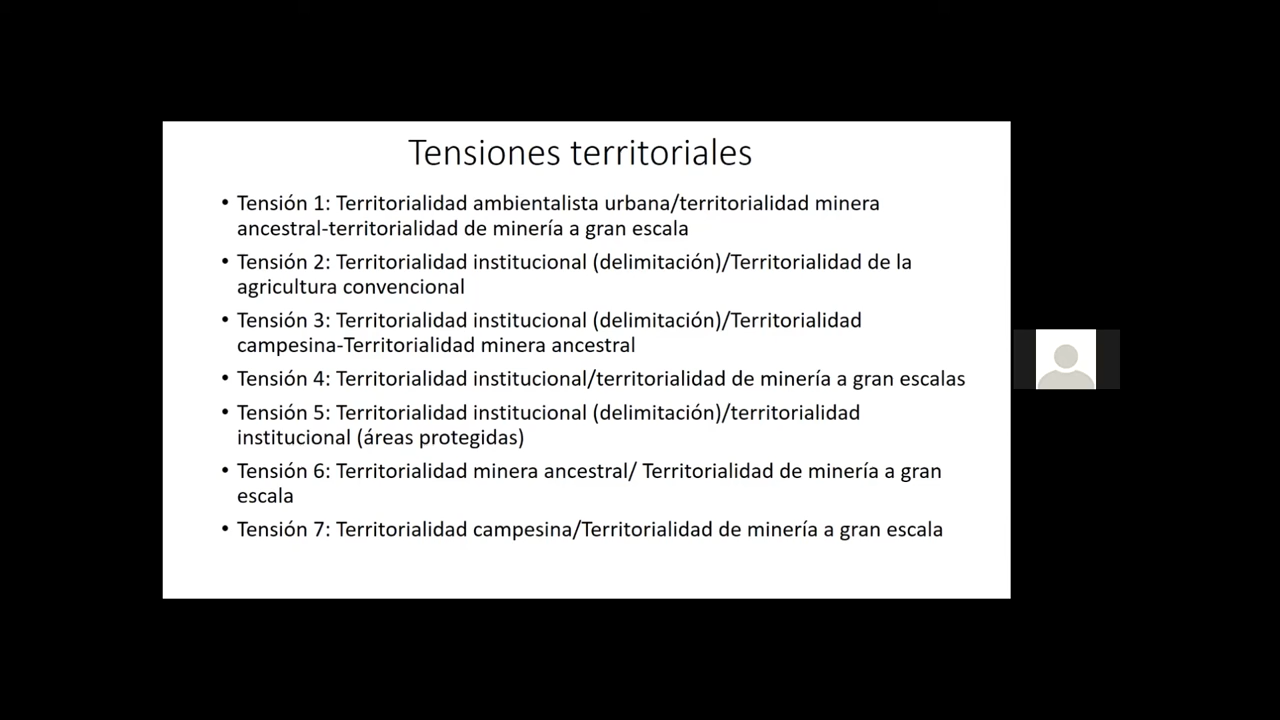 Tensiones territoriales
• Tensión 1: Territorialidad ambientalista urbana/territorialidad minera
ancestral-territorialidad de minería a gran escala
• Tensión 2: Territorialidad institucional (delimitación)/Territorialidad de la
agricultura convencional
• Tensión 3: Territorialidad institucional (delimitación)/Territorialidad
campesina-Territorialidad minera ancestral
• Tensión 4: Territorialidad institucional/territorialidad de minería a gran escalas
• Tensión 5: Territorialidad institucional (delimitación)/territorialidad
institucional (áreas protegidas)
• Tensión 6: Territorialidad minera ancestral/ Territorialidad de minería a gran
escala
• Tensión 7: Territorialidad campesina/Territorialidad de minería a gran escala